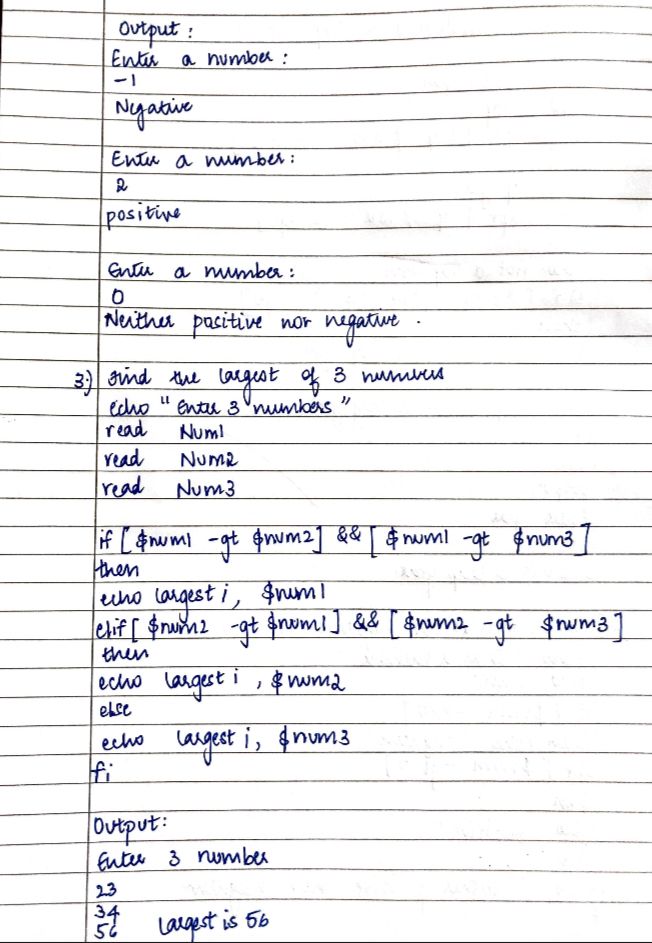 Output :
Enter a number :
-1
Negative
Enter a number :
2
positive
Enter a number :
0
Neither positive nor negative .
3) Find the largest of 3 numbers
echo " Enter 3 numbers "
read Num1
read Num2
read Num3
if [ $num1 -gt $num2 ] && [ $num1 -gt $num3 ]
then
echo largest i, $num1
elif [ $num2 -gt $num1 ] && [ $num2 -gt $num3 ]
then
echo largest i , $num2
else
echo largest i, $num3
fi
Output:
Enter 3 number
23
34
56 largest is 56